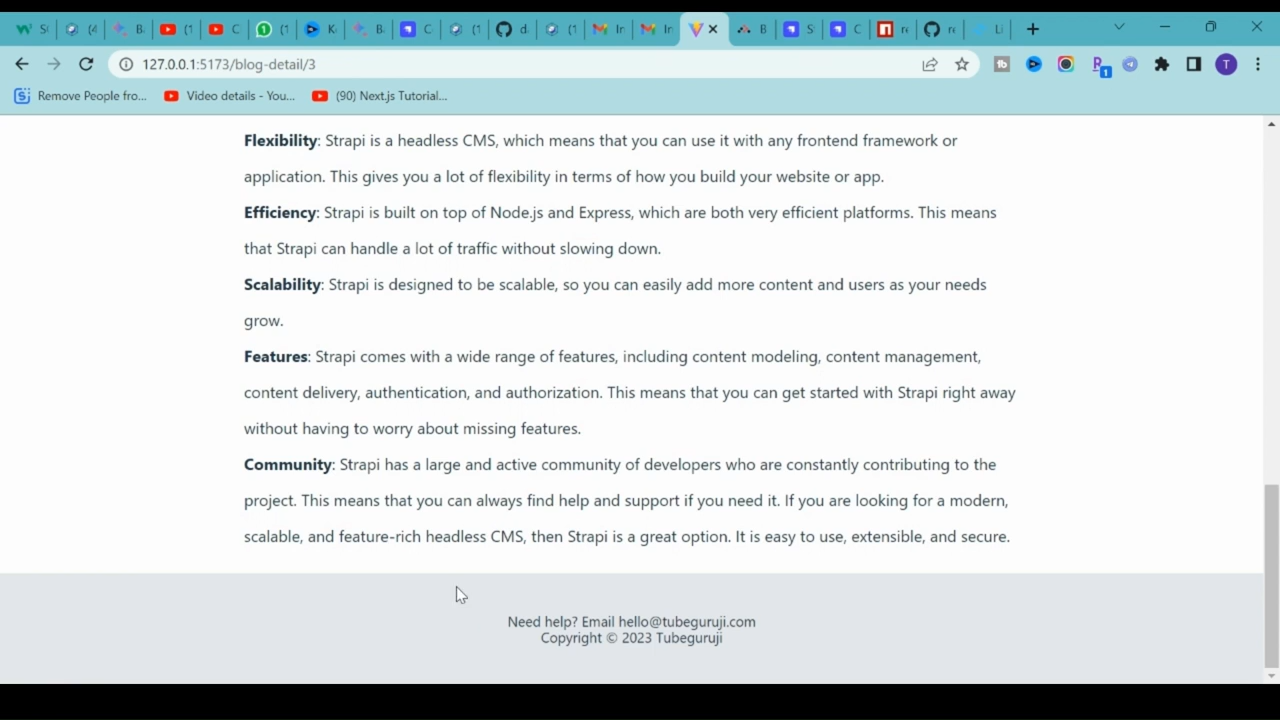 127.0.0.1:5173/blog-detail/3
Remove People fro... Video details - You... (90) Next.js Tutorial...
Flexibility: Strapi is a headless CMS, which means that you can use it with any frontend framework or
application. This gives you a lot of flexibility in terms of how you build your website or app.
Efficiency: Strapi is built on top of Node.js and Express, which are both very efficient platforms. This means
that Strapi can handle a lot of traffic without slowing down.
Scalability: Strapi is designed to be scalable, so you can easily add more content and users as your needs
grow.
Features: Strapi comes with a wide range of features, including content modeling, content management,
content delivery, authentication, and authorization. This means that you can get started with Strapi right away
without having to worry about missing features.
Community: Strapi has a large and active community of developers who are constantly contributing to the
project. This means that you can always find help and support if you need it. If you are looking for a modern,
scalable, and feature-rich headless CMS, then Strapi is a great option. It is easy to use, extensible, and secure.
Need help? Email hello@tubeguruji.com
Copyright © 2023 Tubeguruji